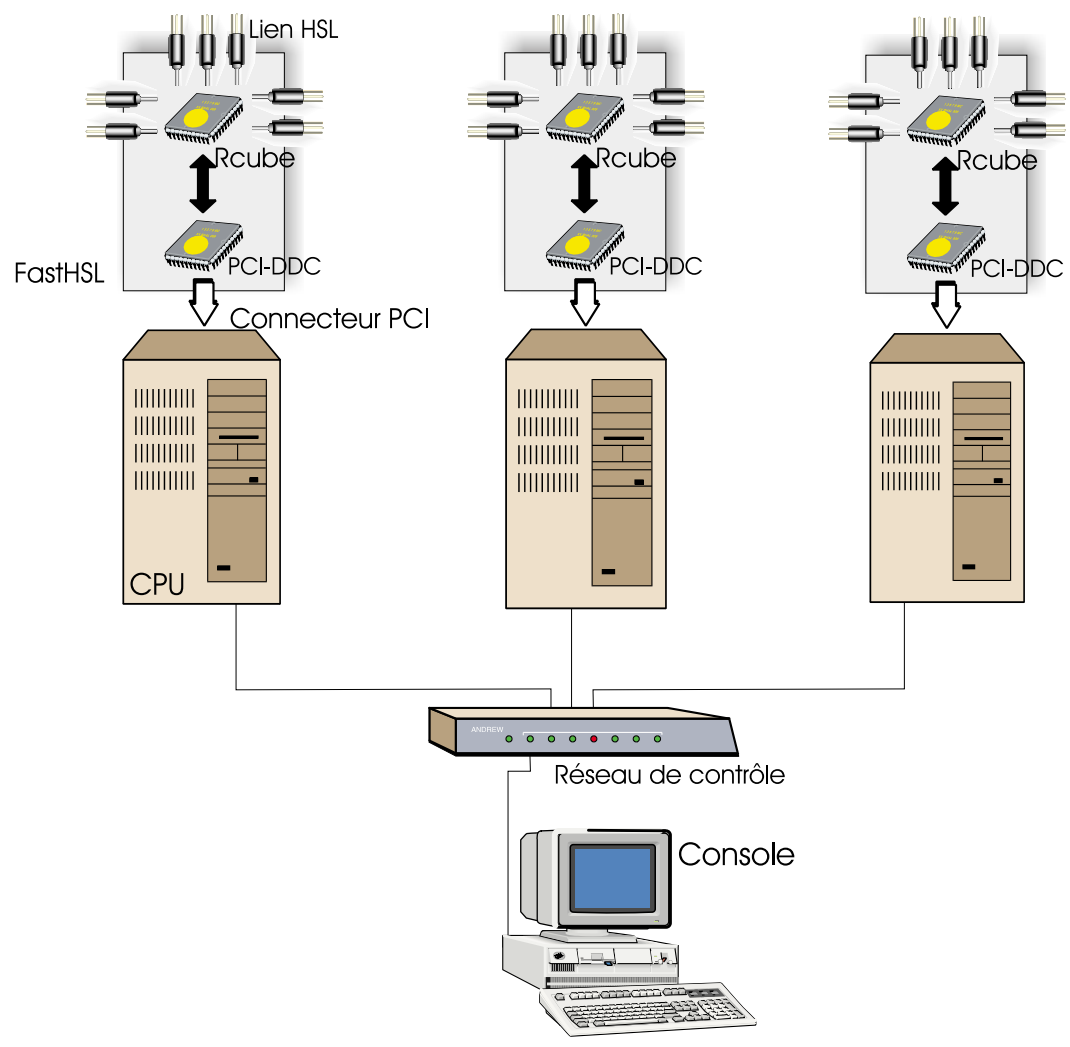 Lien HSL
Rcube
Rcube
Rcube
PCI-DDC
PCI-DDC
PCI-DDC
FastHSL
Connecteur PCI
CPU
ANDREW
Réseau de contrôle
Console